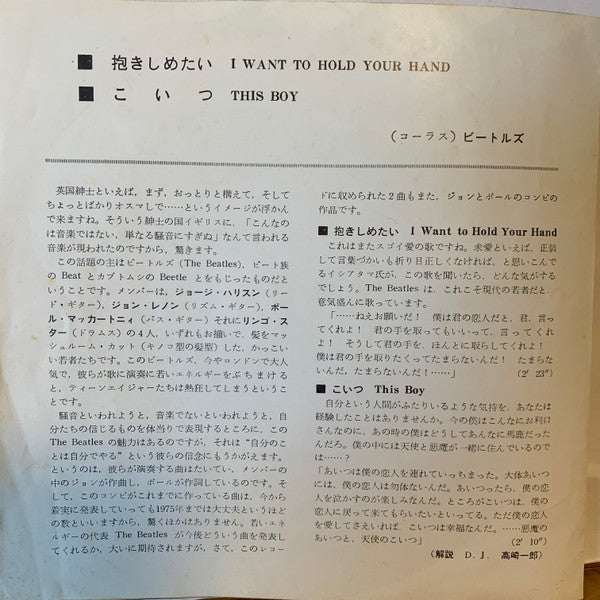 ■ 抱きしめたい I WANT TO HOLD YOUR HAND
■ こいつ THIS BOY
(コーラス) ビートルズ
英国紳士といえば,まず,おっとりと構えて,そして
ちょっとばかりオスマして……というイメージが浮かん
で来ますね。そういう紳士の国イギリスに,「こんなの
は音楽ではない,単なる騒音にすぎぬ」なんて言われる
音楽が現われたのですから,驚きます。
この話題の主はビートルズ (The Beatles),ビート族
の Beat とカブトムシの Beetle とをもじったものだと
いうことです。メンバーは,ジョージ・ハリスン (リー
ド・ギター),ジョン・レノン (リズム・ギター),ポー
ル・マッカートニィ (バス・ギター) それにリンゴ・ス
ター (ドラムス) の4人,いずれもお揃いで,髪をマッ
シュルーム・カット (キノコ型の髪型) した,かっこい
い若者たちです。このビートルズ,今やロンドンで大人
気で,彼らが歌に演奏に若いエネルギーをぶちまける
と,ティーンエイジャーたちは熱狂してしまうというこ
とです。
騒音といわれようと,音楽でないといわれようと,自
分たちの信じるものを体当りで表現するところに,この
The Beatles の魅力はあるのですが,それは“自分のこ
とは自分でやる”という彼らの信念にもうかがえます。
というのは,彼らが演奏する曲はたいてい,メンバーの
中のジョンが作曲し,ポールが作詞しているのです。そ
して,このコンビがこれまでに作っている曲は,今から
着実に発表していっても1975年までは大丈夫というほど
の数といいますから,驚くほかはありません。若いエネ
ルギーの代表 The Beatles が今後どういう曲を発表し
てくれるか,大いに期待されますが,さて,このレコー
ドに収められた2曲もまた,ジョンとポールのコンビの
作品です。
■ 抱きしめたい I Want to Hold Your Hand
これはまたスゴイ愛の歌ですね。求愛といえば,正装
して言葉づかいも折り目正しくなければ,と思いこんで
るイシアタマ氏が,この歌を聞いたら,どんな気がする
でしょう。The Beatles は,これこそ現代の若者だと,
意気盛んに歌っています。
「……ねえお願いだ! 僕は君の恋人だと,君,言っ
てくれよ! 君の手を取ってもいいって,言ってくれ
よ! そうして君の手を,ほんとに取らしてくれよ!
僕は君の手を取りたくってたまらないんだ! たまらな
い,たまらないんだ!……」 (2′ 23″)
■ こいつ This Boy
自分という人間がふたりいるような気持を,あなたは
経験したことはありませんか。今の僕はこんなにお利口
さんなのに,あの時の僕はどうしてあんなに馬鹿だった
んだろ。僕の中には天使と悪魔が一緒に住んでいるので
は……?
「あいつは僕の恋人を連れていっちまった。大体あいつ
には,僕の恋人は勿体ないんだ。あいつったら,僕の恋
人を泣かすのが楽しみなんだ。ところがこいつは,僕の
恋人に戻って来てもらいたいといってる。ただ僕の恋人
を愛してさえいれば,こいつは幸福なんだ。……悪魔の
あいつと,天使のこいつ」 (2′ 10″)
(解説 D.J. 高崎一郎)